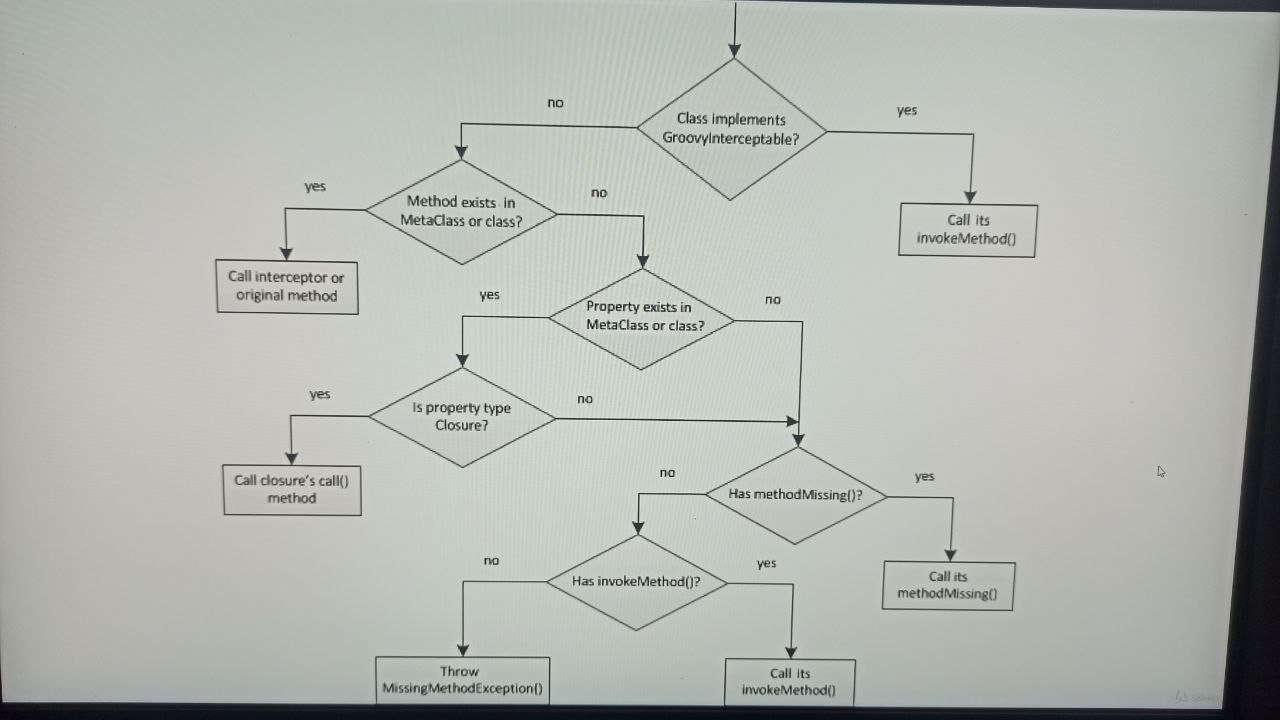 no
Class implements
GroovyInterceptable?
yes
yes
Method exists in
MetaClass or class?
no
Call its
invokeMethod()
Call interceptor or
original method
yes
Property exists in
MetaClass or class?
no
yes
Is property type
Closure?
no
Call closure's call()
method
no
Has methodMissing()?
yes
no
Has invokeMethod()?
yes
Call its
methodMissing()
Throw
MissingMethodException()
Call its
invokeMethod()